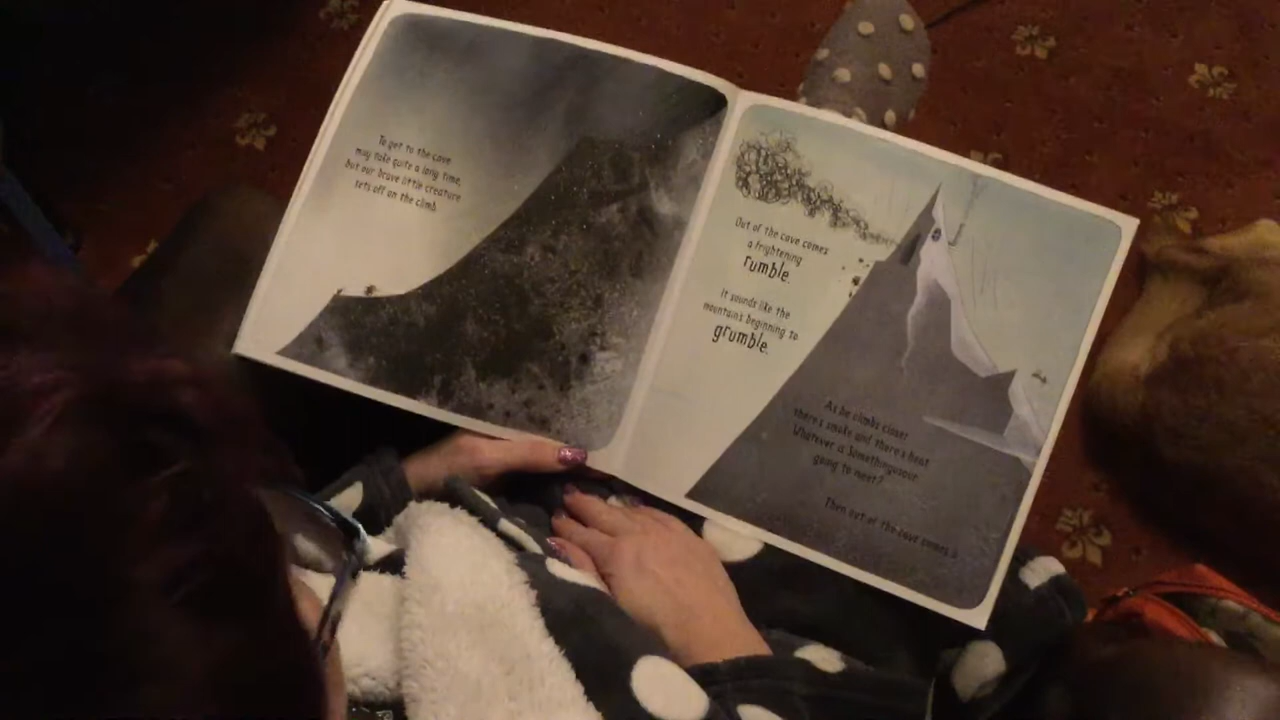 To get to the cave
may take quite a long time,
but our brave little creature
sets off on the climb.
Out of the cave comes
a frightening
rumble.
It sounds like the
mountain's beginning to
grumble.
As he climbs closer
there's smoke and there's heat.
Whatever is Somethingosaur
going to meet?
Then out of the cave comes a